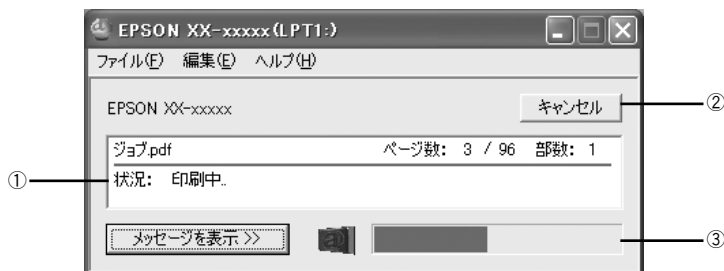 EPSON XX-xxxxx(LPT1:)
ファイル(F) 編集(E) ヘルプ(H)
EPSON XX-xxxxx
キャンセル
②
ジョブ.pdf ページ数: 3 / 96 部数: 1
①
状況: 印刷中..
メッセージを表示 >>
③